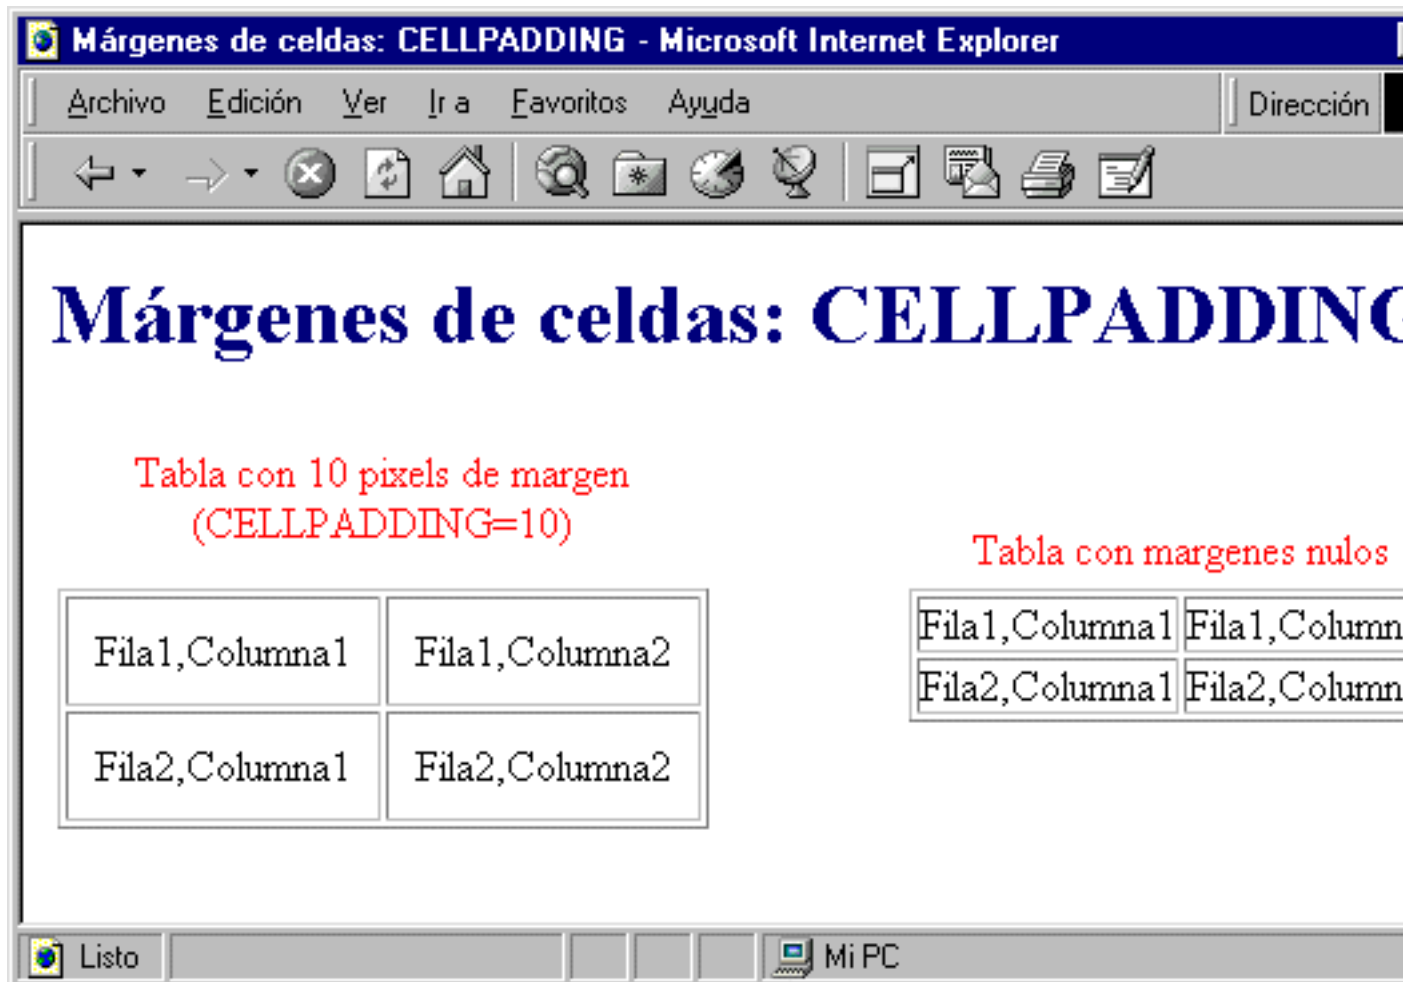 Márgenes de celdas: CELLPADDING - Microsoft Internet Explorer
Archivo Edición Ver Ir a Favoritos Ayuda Dirección
Márgenes de celdas: CELLPADDING
Tabla con 10 pixels de margen
(CELLPADDING=10)
Tabla con margenes nulos
Fila1,Columna1 Fila1,Columna2
Fila2,Columna1 Fila2,Columna2
Fila1,Columna1 Fila1,Column
Fila2,Columna1 Fila2,Column
Listo Mi PC